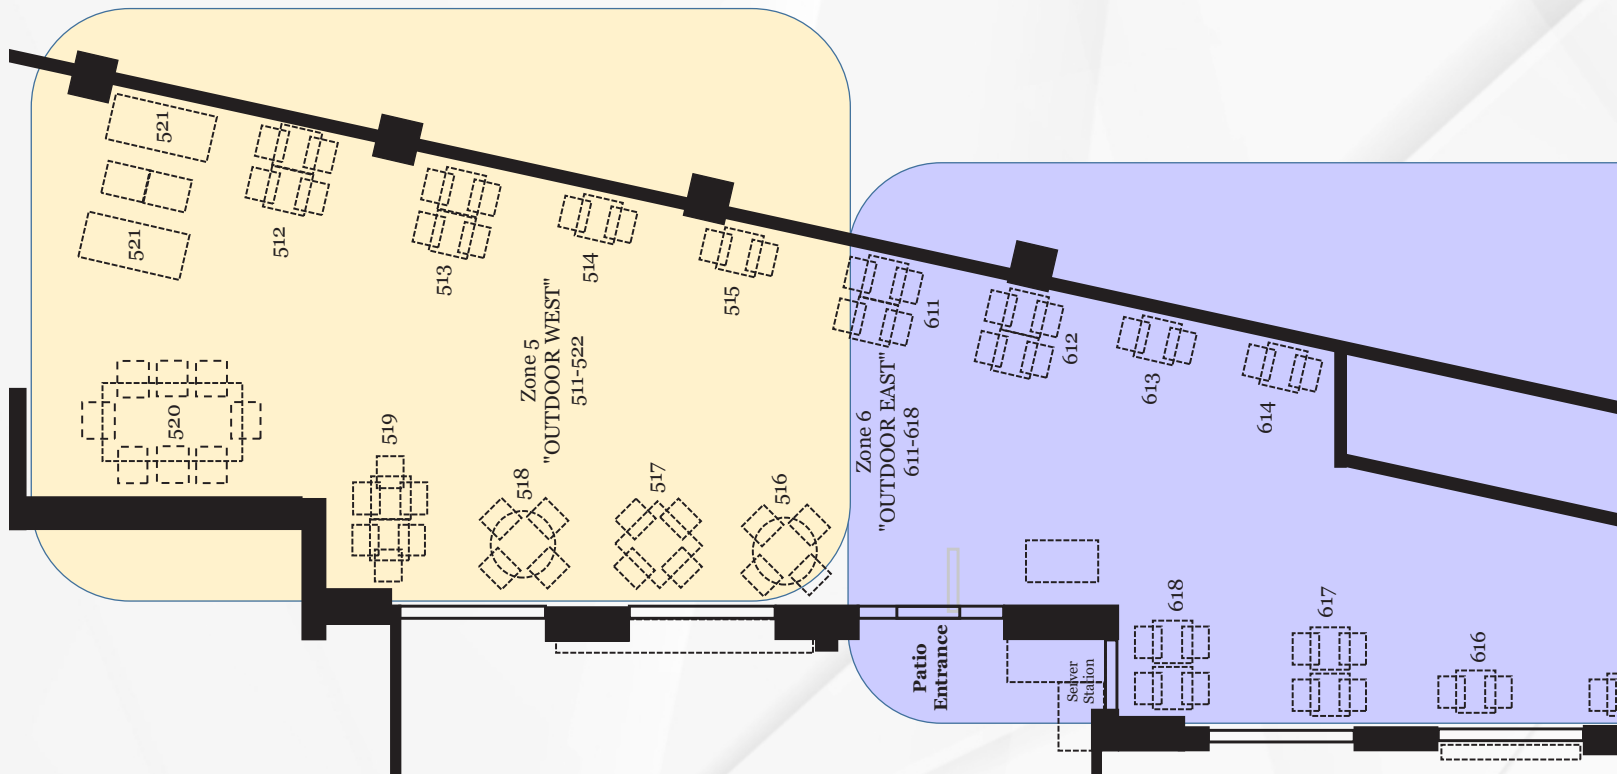 521
521
512
513
514
515
Zone 5
"OUTDOOR WEST"
511-522
520
519
518
517
516
611
612
613
614
Zone 6
"OUTDOOR EAST"
611-618
618
617
616
Patio
Entrance
Server
Station